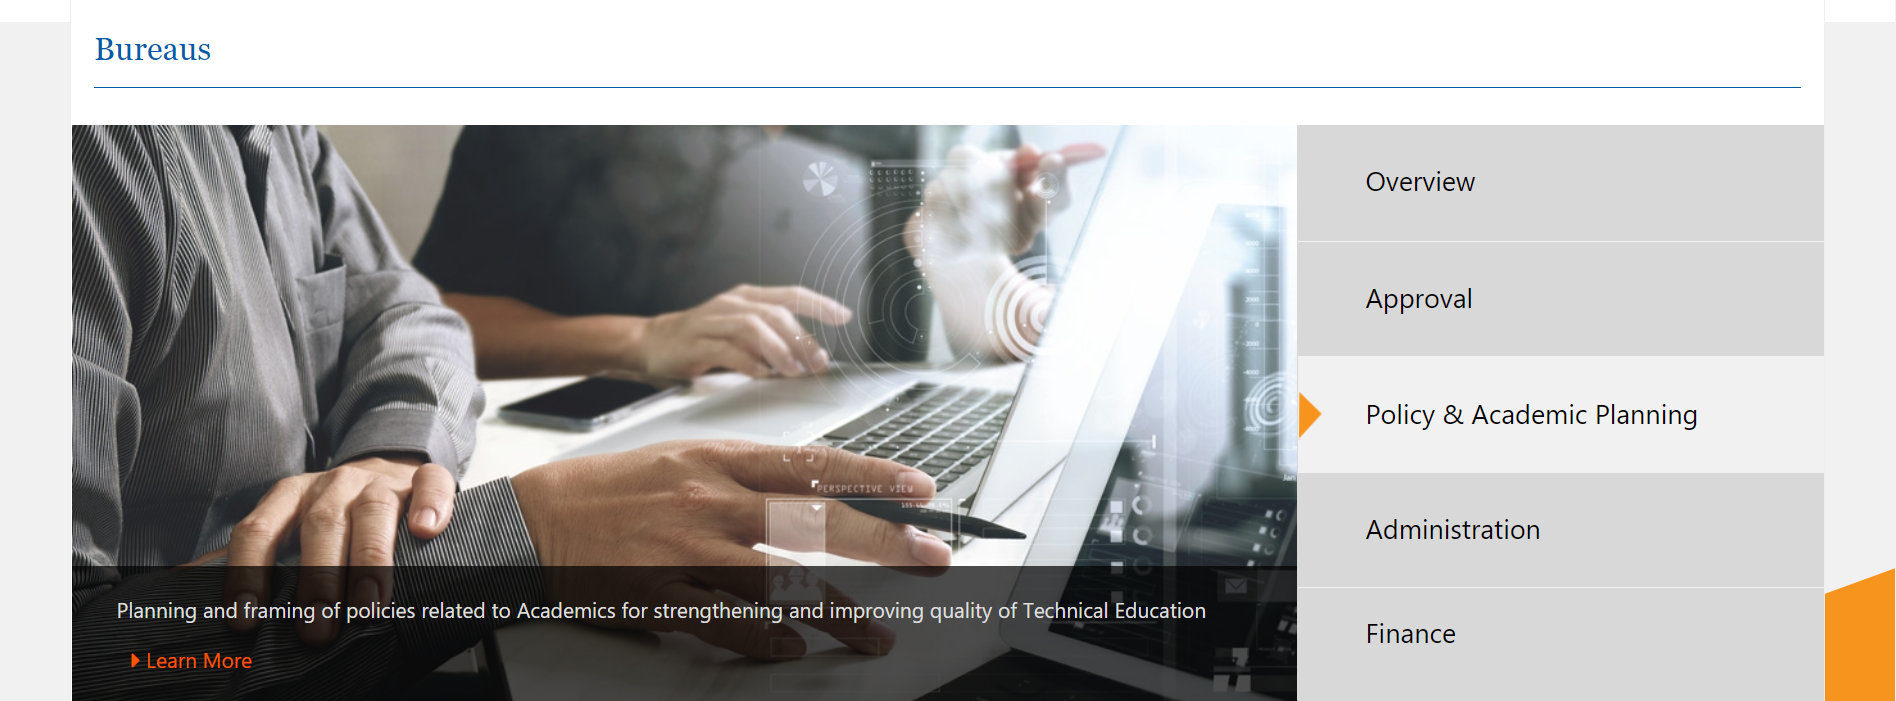 Bureaus
PERSPECTIVE VIEW
Planning and framing of policies related to Academics for strengthening and improving quality of Technical Education
Learn More
Overview
Approval
Policy & Academic Planning
Administration
Finance